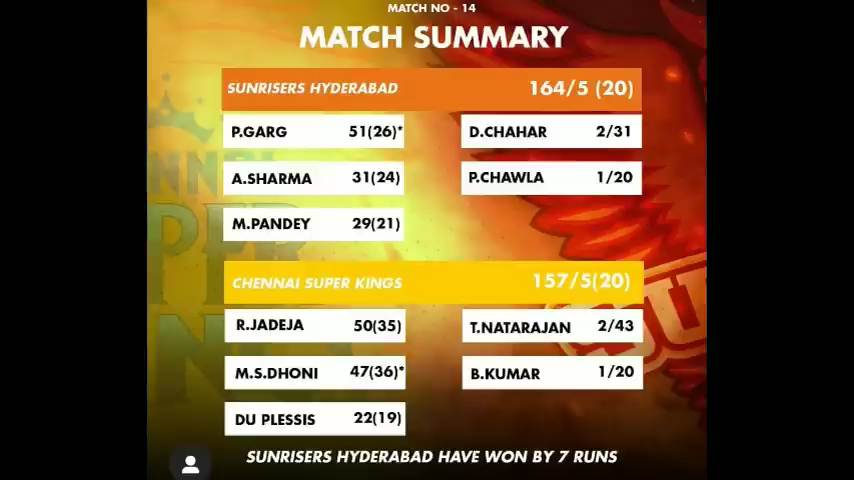 MATCH NO - 14
MATCH SUMMARY
SUNRISERS HYDERABAD 164/5 (20)
P.GARG 51(26)* D.CHAHAR 2/31
A.SHARMA 31(24) P.CHAWLA 1/20
M.PANDEY 29(21)
CHENNAI SUPER KINGS 157/5(20)
R.JADEJA 50(35) T.NATARAJAN 2/43
M.S.DHONI 47(36)* B.KUMAR 1/20
DU PLESSIS 22(19)
SUNRISERS HYDERABAD HAVE WON BY 7 RUNS